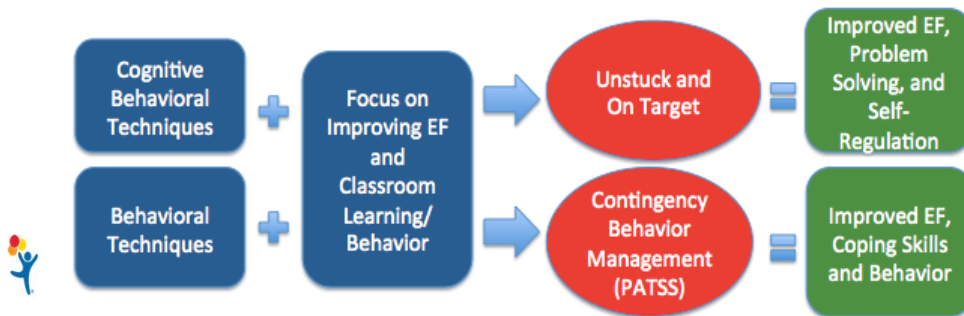 Cognitive
Behavioral
Techniques
Focus on
Improving EF
and
Classroom
Learning/
Behavior
Unstuck and
On Target
Improved EF,
Problem
Solving, and
Self-
Regulation
Behavioral
Techniques
Contingency
Behavior
Management
(PATSS)
Improved EF,
Coping Skills
and Behavior